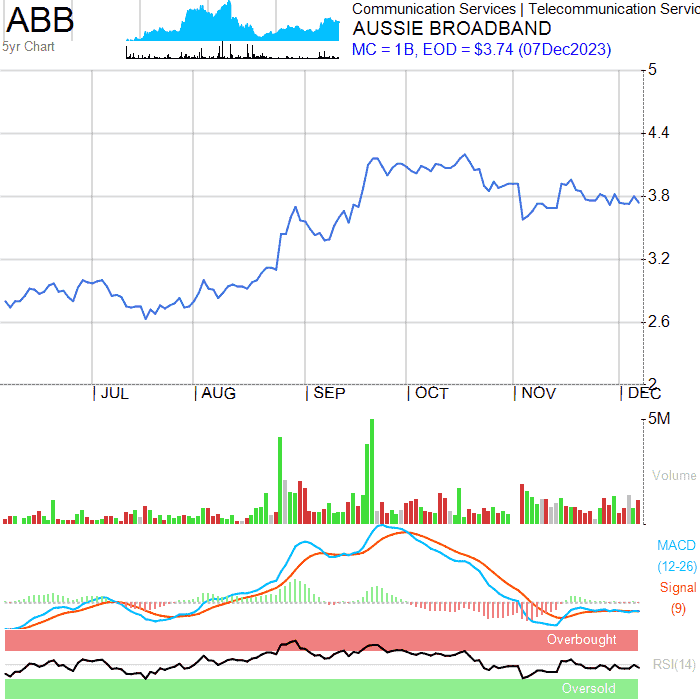 ABB
5yr Chart
Communication Services | Telecommunication Servic
AUSSIE BROADBAND
MC = 1B, EOD = $3.74 (07Dec2023)
5
4.4
3.8
3.2
2.6
2
| JUL | AUG | SEP | OCT | NOV | DEC
5M
Volume
MACD
(12-26)
Signal
(9)
Overbought
RSI(14)
Oversold